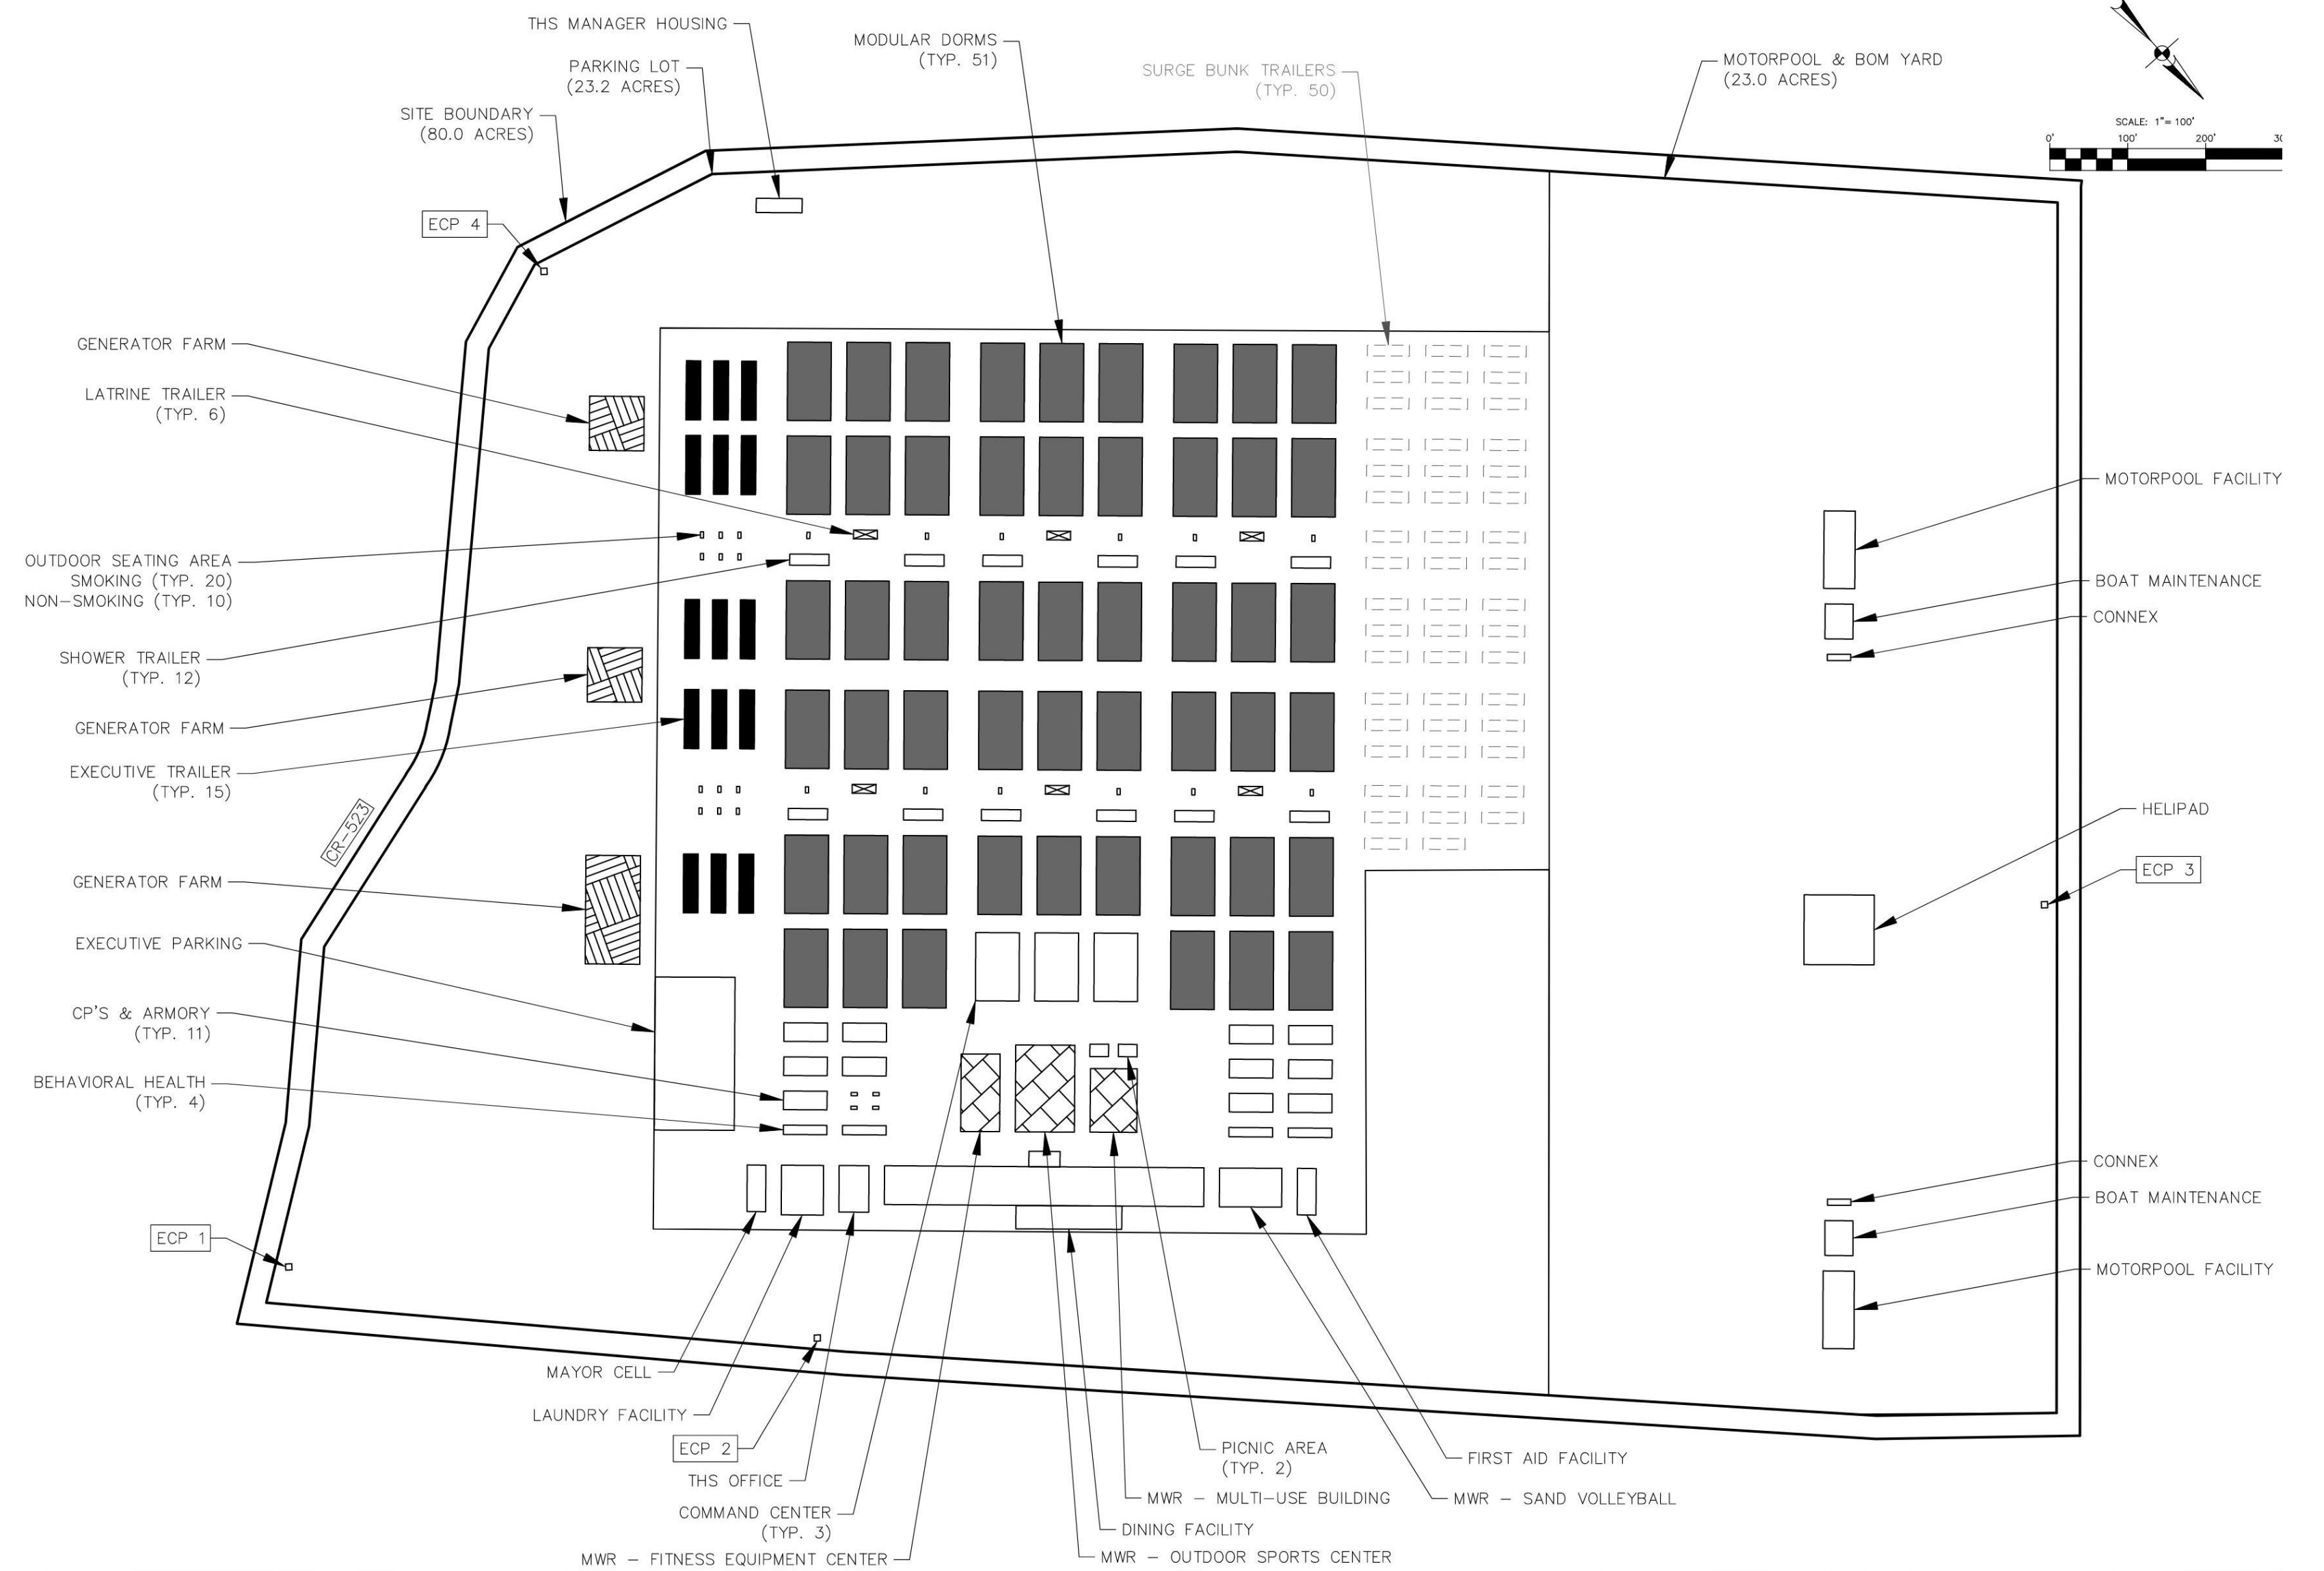 THS MANAGER HOUSING
PARKING LOT
(23.2 ACRES)
SITE BOUNDARY
(80.0 ACRES)
MODULAR DORMS
(TYP. 51)
SURGE BUNK TRAILERS
(TYP. 50)
MOTORPOOL & BOM YARD
(23.0 ACRES)
SCALE: 1"= 100'
0' 100' 200'
ECP 4
GENERATOR FARM
LATRINE TRAILER
(TYP. 6)
OUTDOOR SEATING AREA
SMOKING (TYP. 20)
NON-SMOKING (TYP. 10)
SHOWER TRAILER
(TYP. 12)
GENERATOR FARM
EXECUTIVE TRAILER
(TYP. 15)
CR-523
GENERATOR FARM
EXECUTIVE PARKING
CP'S & ARMORY
(TYP. 11)
BEHAVIORAL HEALTH
(TYP. 4)
ECP 1
MOTORPOOL FACILITY
BOAT MAINTENANCE
CONNEX
HELIPAD
ECP 3
CONNEX
BOAT MAINTENANCE
MOTORPOOL FACILITY
MAYOR CELL
LAUNDRY FACILITY
ECP 2
THS OFFICE
COMMAND CENTER
(TYP. 3)
MWR - FITNESS EQUIPMENT CENTER
PICNIC AREA
(TYP. 2)
MWR - MULTI-USE BUILDING
DINING FACILITY
MWR - OUTDOOR SPORTS CENTER
FIRST AID FACILITY
MWR - SAND VOLLEYBALL